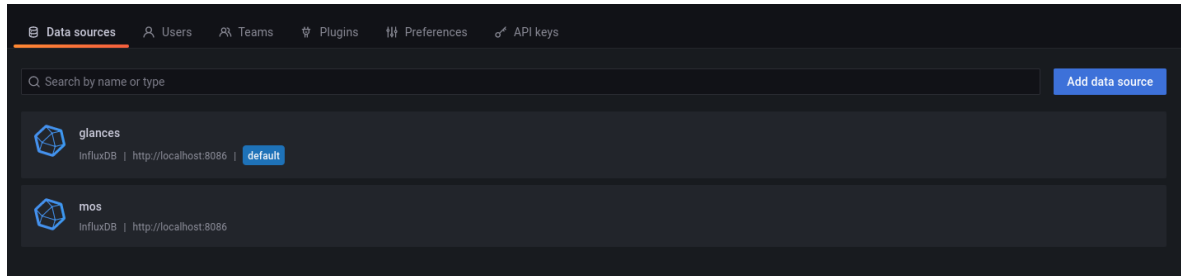 Data sources Users Teams Plugins Preferences API keys
Search by name or type Add data source
glances
InfluxDB | http://localhost:8086 | default
mos
InfluxDB | http://localhost:8086